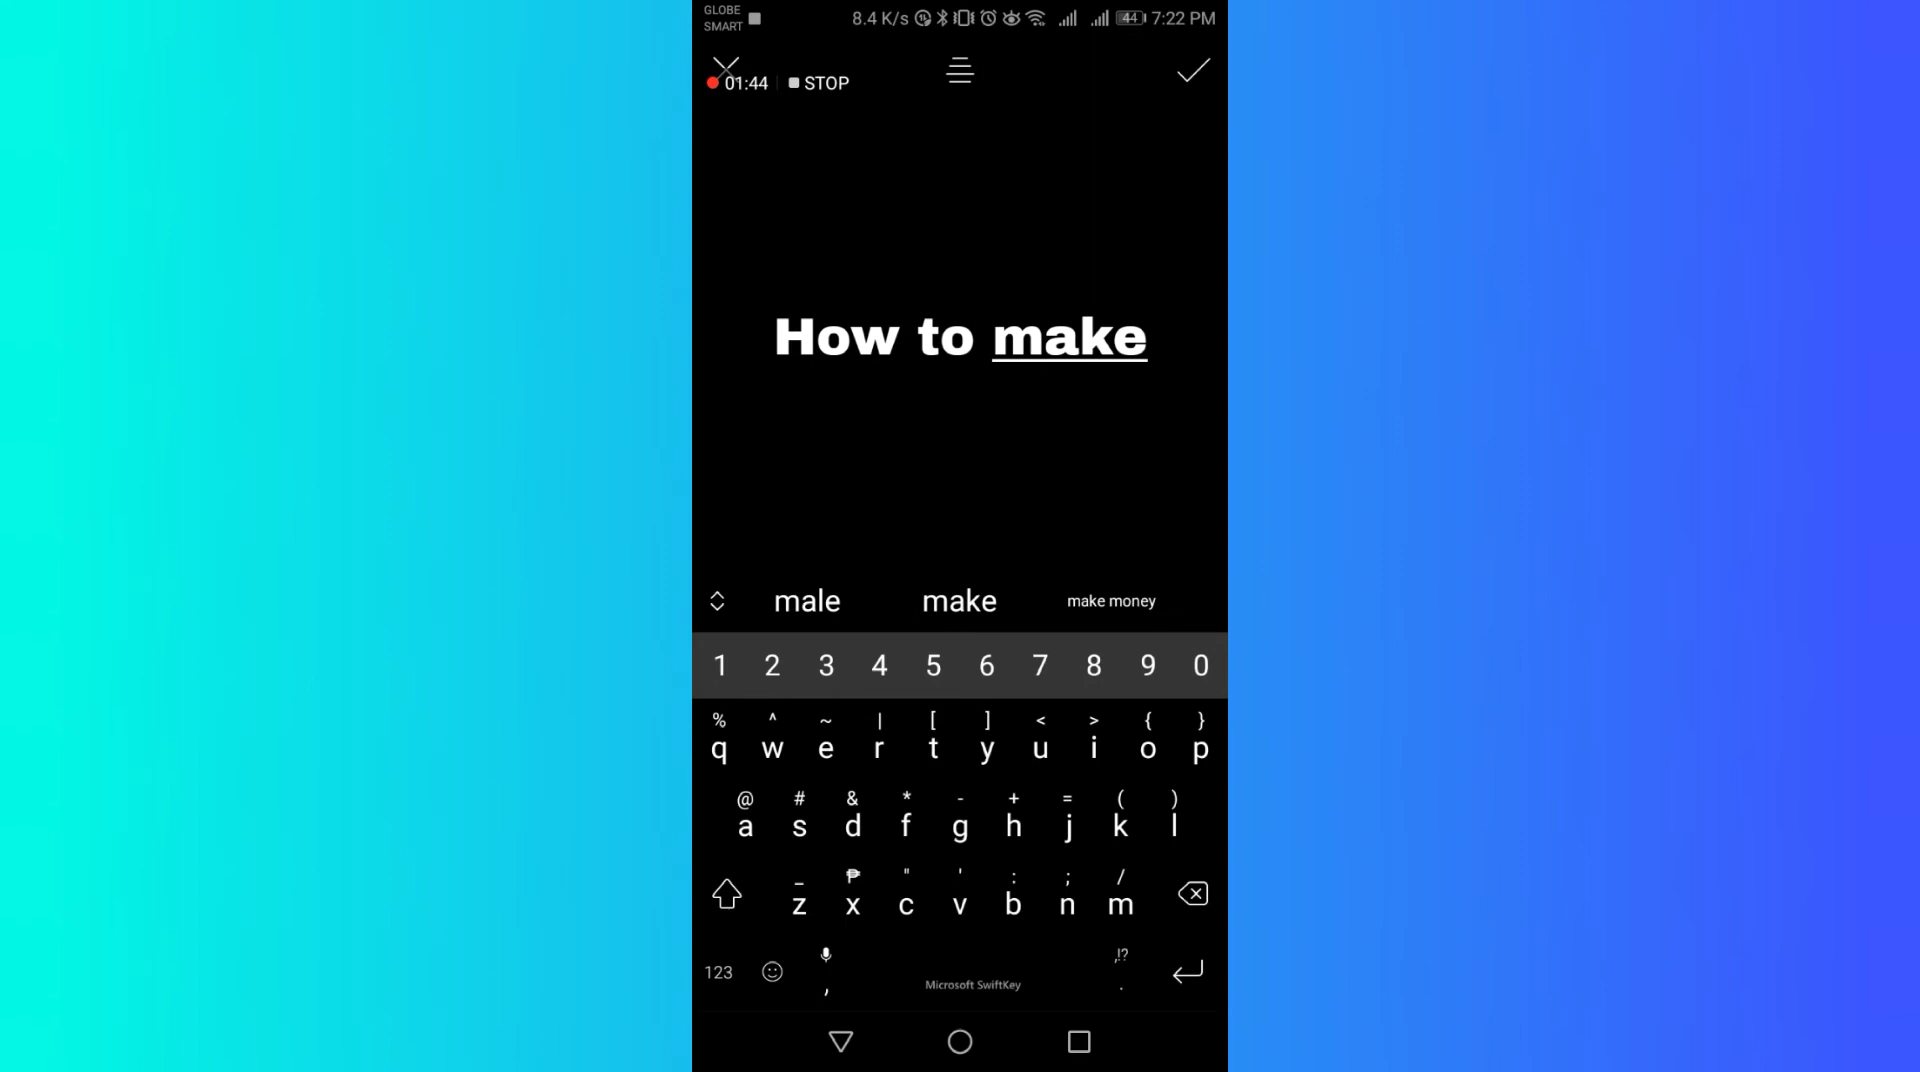 GLOBE
SMART
8.4 K/s 44 7:22 PM
01:44 STOP
How to make
male make make money
1 2 3 4 5 6 7 8 9 0
% ^ ~ | [ ] < > { }
q w e r t y u i o p
@ # & * - + = ( )
a s d f g h j k l
_ ₱ " ' : ; /
z x c v b n m
,!?
123 , Microsoft SwiftKey .